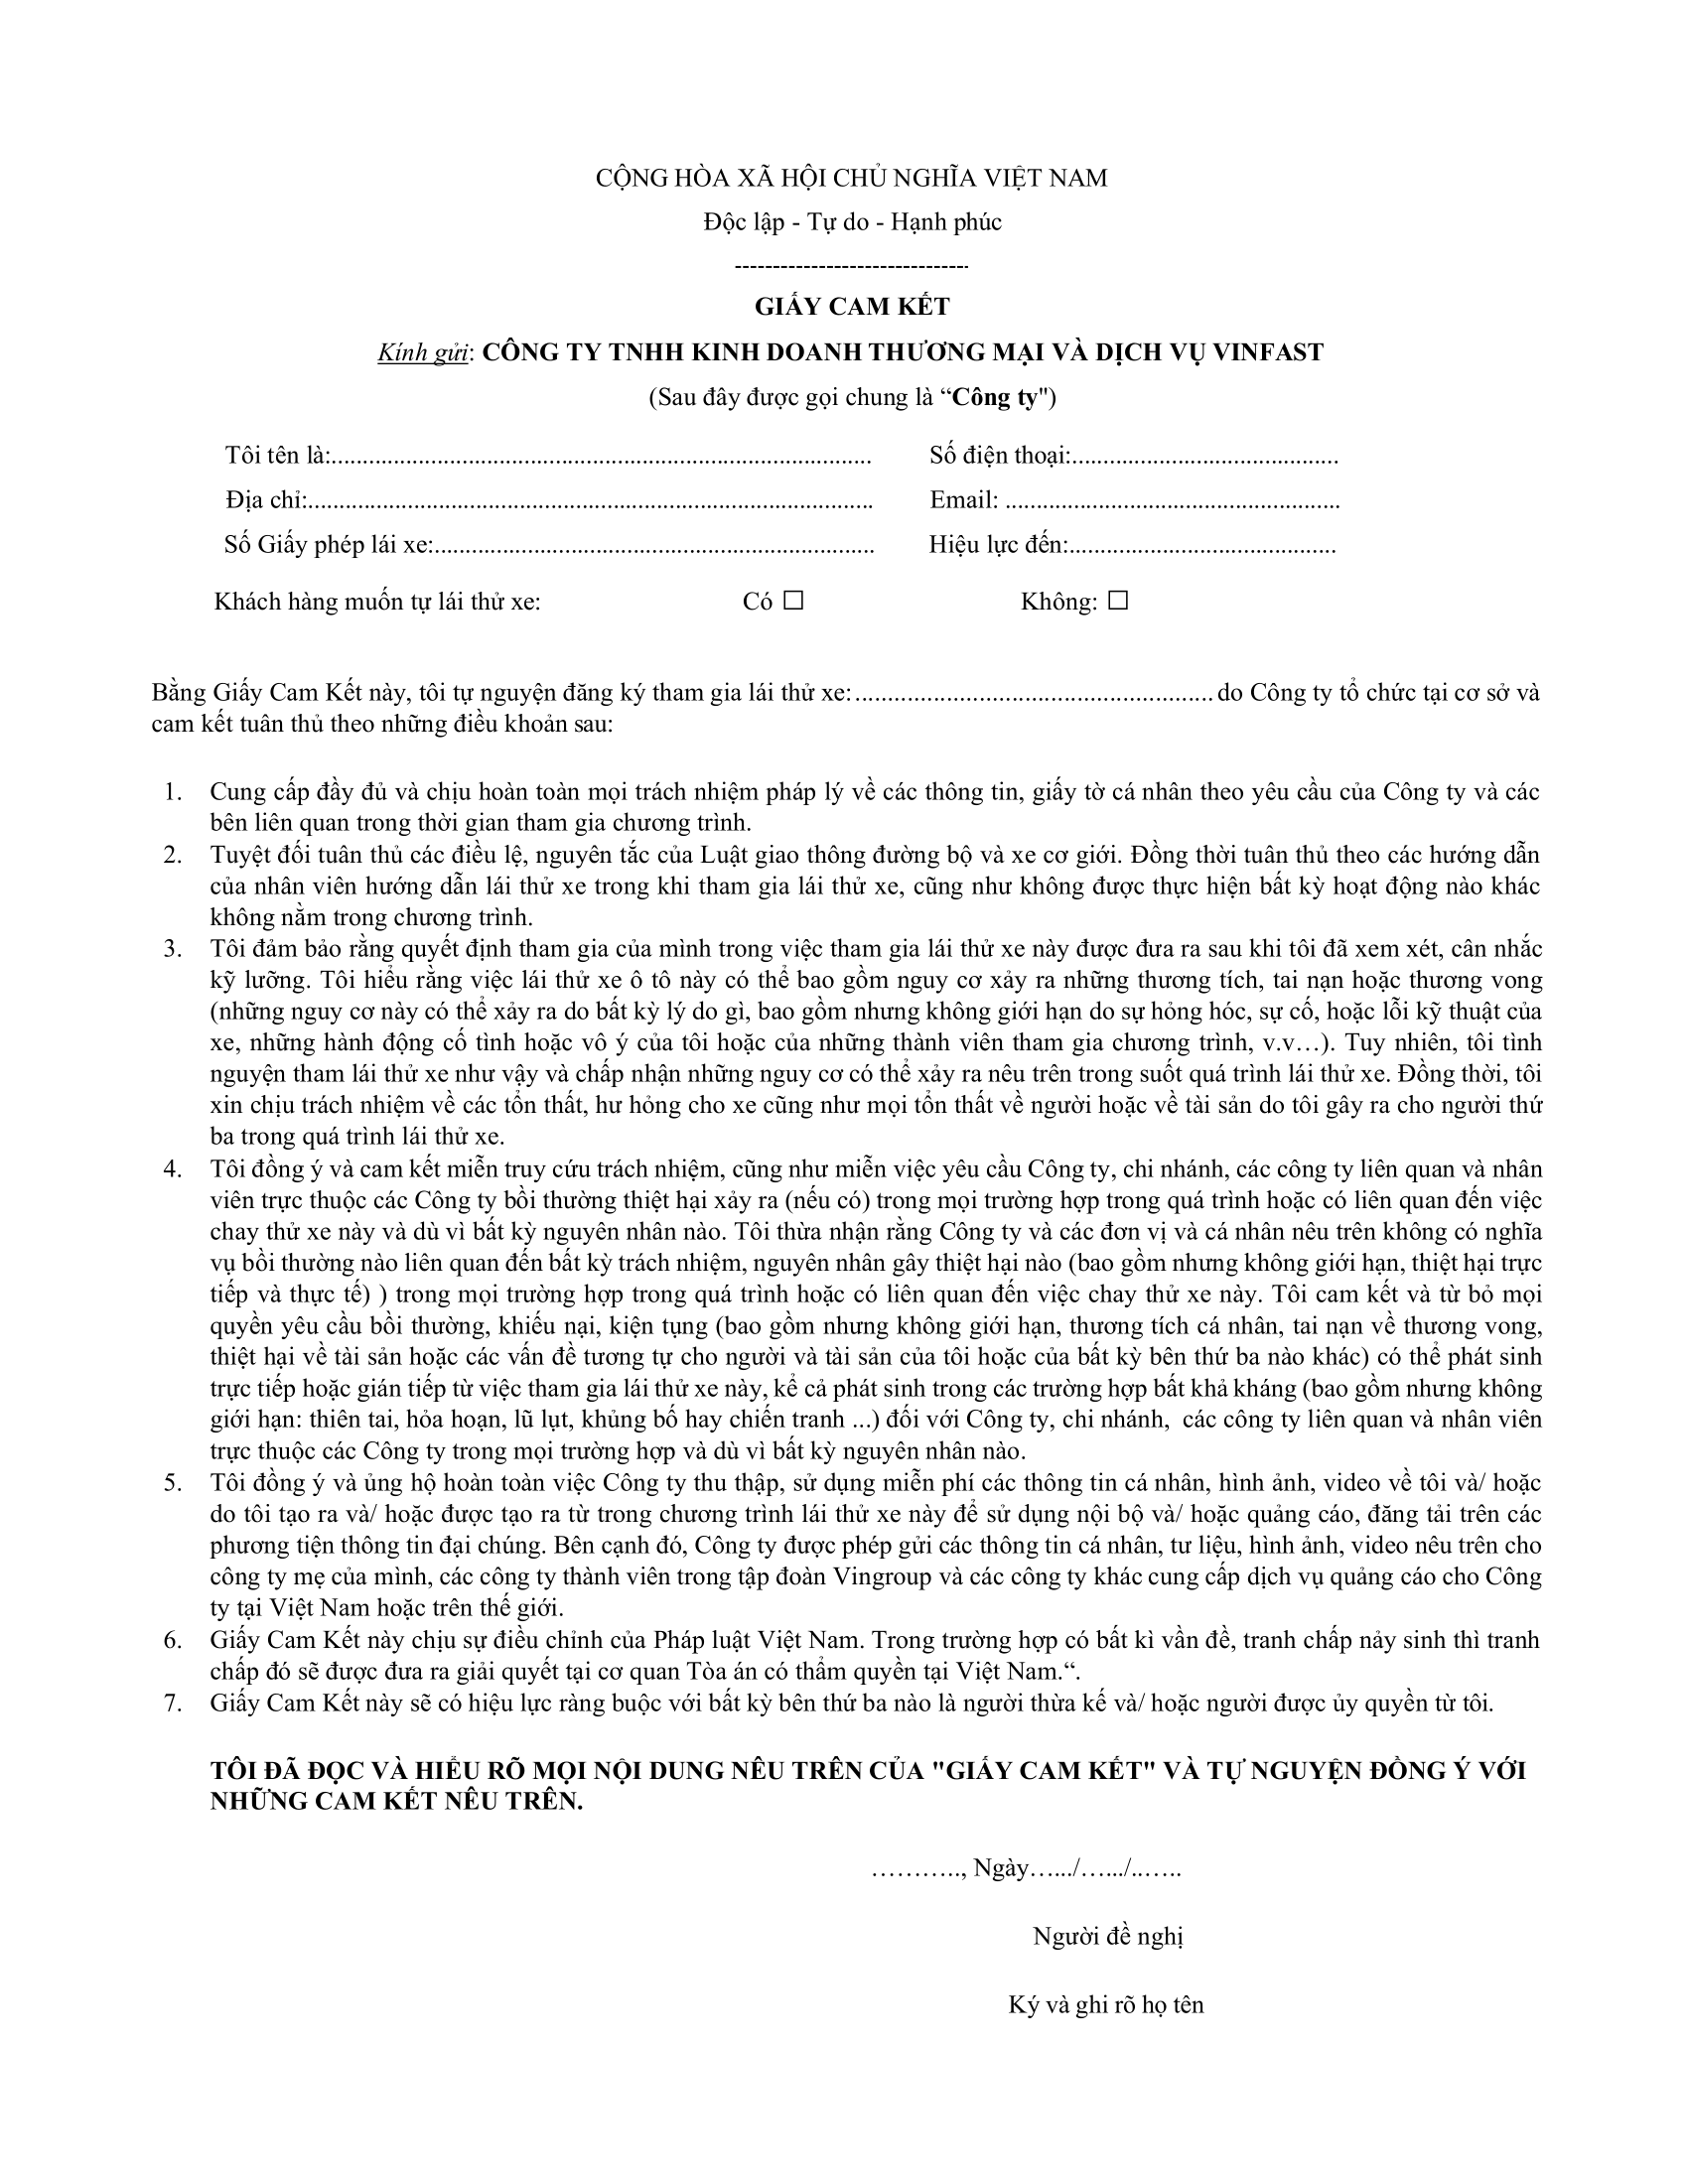 CỘNG HÒA XÃ HỘI CHỦ NGHĨA VIỆT NAM
Độc lập - Tự do - Hạnh phúc
-------------------------------
GIẤY CAM KẾT
Kính gửi: CÔNG TY TNHH KINH DOANH THƯƠNG MẠI VÀ DỊCH VỤ VINFAST
(Sau đây được gọi chung là “Công ty")
Tôi tên là:....................................................................................... Số điện thoại:...........................................
Địa chỉ:........................................................................................... Email: ......................................................
Số Giấy phép lái xe:....................................................................... Hiệu lực đến:...........................................
Khách hàng muốn tự lái thử xe: Có ☐ Không: ☐
Bằng Giấy Cam Kết này, tôi tự nguyện đăng ký tham gia lái thử xe:....................................................... do Công ty tổ chức tại cơ sở và
cam kết tuân thủ theo những điều khoản sau:
1. Cung cấp đầy đủ và chịu hoàn toàn mọi trách nhiệm pháp lý về các thông tin, giấy tờ cá nhân theo yêu cầu của Công ty và các
bên liên quan trong thời gian tham gia chương trình.
2. Tuyệt đối tuân thủ các điều lệ, nguyên tắc của Luật giao thông đường bộ và xe cơ giới. Đồng thời tuân thủ theo các hướng dẫn
của nhân viên hướng dẫn lái thử xe trong khi tham gia lái thử xe, cũng như không được thực hiện bất kỳ hoạt động nào khác
không nằm trong chương trình.
3. Tôi đảm bảo rằng quyết định tham gia của mình trong việc tham gia lái thử xe này được đưa ra sau khi tôi đã xem xét, cân nhắc
kỹ lưỡng. Tôi hiểu rằng việc lái thử xe ô tô này có thể bao gồm nguy cơ xảy ra những thương tích, tai nạn hoặc thương vong
(những nguy cơ này có thể xảy ra do bất kỳ lý do gì, bao gồm nhưng không giới hạn do sự hỏng hóc, sự cố, hoặc lỗi kỹ thuật của
xe, những hành động cố tình hoặc vô ý của tôi hoặc của những thành viên tham gia chương trình, v.v…). Tuy nhiên, tôi tình
nguyện tham lái thử xe như vậy và chấp nhận những nguy cơ có thể xảy ra nêu trên trong suốt quá trình lái thử xe. Đồng thời, tôi
xin chịu trách nhiệm về các tổn thất, hư hỏng cho xe cũng như mọi tổn thất về người hoặc về tài sản do tôi gây ra cho người thứ
ba trong quá trình lái thử xe.
4. Tôi đồng ý và cam kết miễn truy cứu trách nhiệm, cũng như miễn việc yêu cầu Công ty, chi nhánh, các công ty liên quan và nhân
viên trực thuộc các Công ty bồi thường thiệt hại xảy ra (nếu có) trong mọi trường hợp trong quá trình hoặc có liên quan đến việc
chay thử xe này và dù vì bất kỳ nguyên nhân nào. Tôi thừa nhận rằng Công ty và các đơn vị và cá nhân nêu trên không có nghĩa
vụ bồi thường nào liên quan đến bất kỳ trách nhiệm, nguyên nhân gây thiệt hại nào (bao gồm nhưng không giới hạn, thiệt hại trực
tiếp và thực tế) ) trong mọi trường hợp trong quá trình hoặc có liên quan đến việc chay thử xe này. Tôi cam kết và từ bỏ mọi
quyền yêu cầu bồi thường, khiếu nại, kiện tụng (bao gồm nhưng không giới hạn, thương tích cá nhân, tai nạn về thương vong,
thiệt hại về tài sản hoặc các vấn đề tương tự cho người và tài sản của tôi hoặc của bất kỳ bên thứ ba nào khác) có thể phát sinh
trực tiếp hoặc gián tiếp từ việc tham gia lái thử xe này, kể cả phát sinh trong các trường hợp bất khả kháng (bao gồm nhưng không
giới hạn: thiên tai, hỏa hoạn, lũ lụt, khủng bố hay chiến tranh ...) đối với Công ty, chi nhánh, các công ty liên quan và nhân viên
trực thuộc các Công ty trong mọi trường hợp và dù vì bất kỳ nguyên nhân nào.
5. Tôi đồng ý và ủng hộ hoàn toàn việc Công ty thu thập, sử dụng miễn phí các thông tin cá nhân, hình ảnh, video về tôi và/ hoặc
do tôi tạo ra và/ hoặc được tạo ra từ trong chương trình lái thử xe này để sử dụng nội bộ và/ hoặc quảng cáo, đăng tải trên các
phương tiện thông tin đại chúng. Bên cạnh đó, Công ty được phép gửi các thông tin cá nhân, tư liệu, hình ảnh, video nêu trên cho
công ty mẹ của mình, các công ty thành viên trong tập đoàn Vingroup và các công ty khác cung cấp dịch vụ quảng cáo cho Công
ty tại Việt Nam hoặc trên thế giới.
6. Giấy Cam Kết này chịu sự điều chỉnh của Pháp luật Việt Nam. Trong trường hợp có bất kì vần đề, tranh chấp nảy sinh thì tranh
chấp đó sẽ được đưa ra giải quyết tại cơ quan Tòa án có thẩm quyền tại Việt Nam.“.
7. Giấy Cam Kết này sẽ có hiệu lực ràng buộc với bất kỳ bên thứ ba nào là người thừa kế và/ hoặc người được ủy quyền từ tôi.
TÔI ĐÃ ĐỌC VÀ HIỂU RÕ MỌI NỘI DUNG NÊU TRÊN CỦA "GIẤY CAM KẾT" VÀ TỰ NGUYỆN ĐỒNG Ý VỚI
NHỮNG CAM KẾT NÊU TRÊN.
……….., Ngày….../….../..…..
Người đề nghị
Ký và ghi rõ họ tên